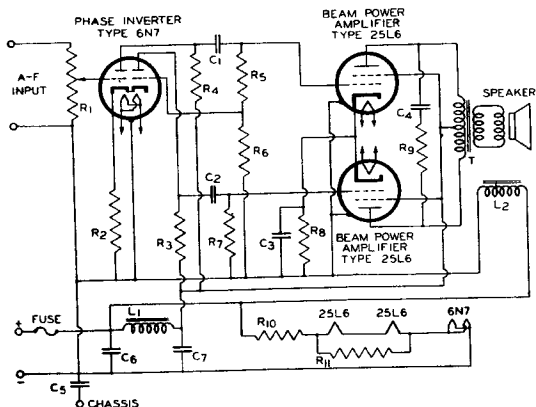 PHASE INVERTER
TYPE 6N7
BEAM POWER
AMPLIFIER
TYPE 25L6
A-F
INPUT
R1
C1
R4
R5
R6
C4
R9
T
SPEAKER
R2
R3
C2
R7
C3
R8
BEAM POWER
AMPLIFIER
TYPE 25L6
L2
+
FUSE
L1
C6
C7
R10
25L6
25L6
6N7
R11
−
C5
CHASSIS